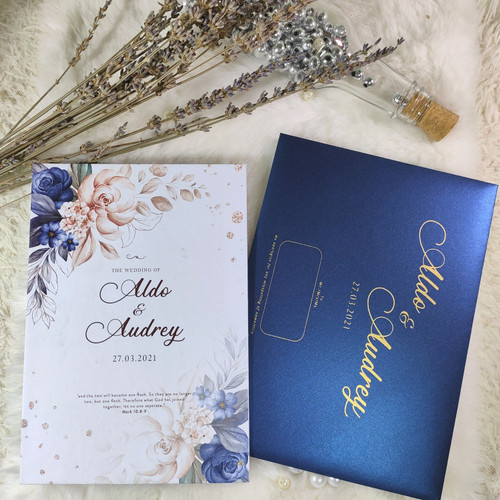 THE WEDDING OF
Aldo
&
Audrey
27.03.2021
"and the two will become one flesh. So they are no longer
two, but one flesh. Therefore what God has joined
together, let no one separate."
Mark 10:8-9
Aldo
&
Audrey
27.03.2021